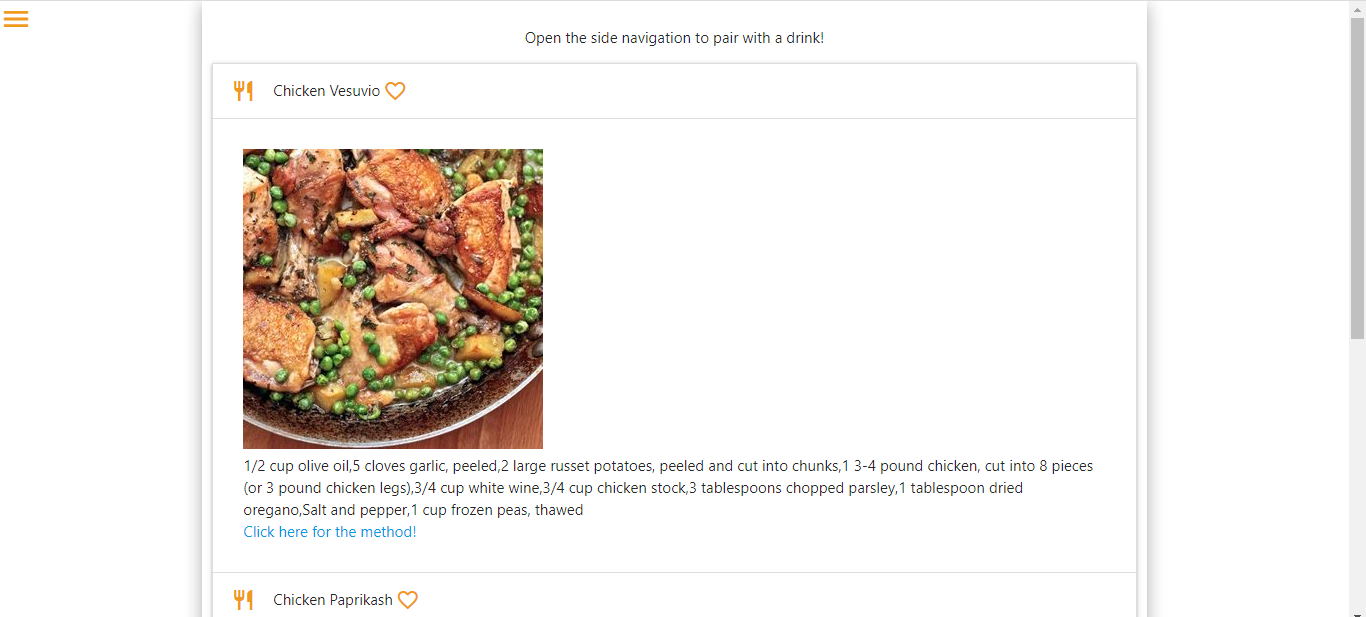 Open the side navigation to pair with a drink!
Chicken Vesuvio
1/2 cup olive oil,5 cloves garlic, peeled,2 large russet potatoes, peeled and cut into chunks,1 3-4 pound chicken, cut into 8 pieces
(or 3 pound chicken legs),3/4 cup white wine,3/4 cup chicken stock,3 tablespoons chopped parsley,1 tablespoon dried
oregano,Salt and pepper,1 cup frozen peas, thawed
Click here for the method!
Chicken Paprikash